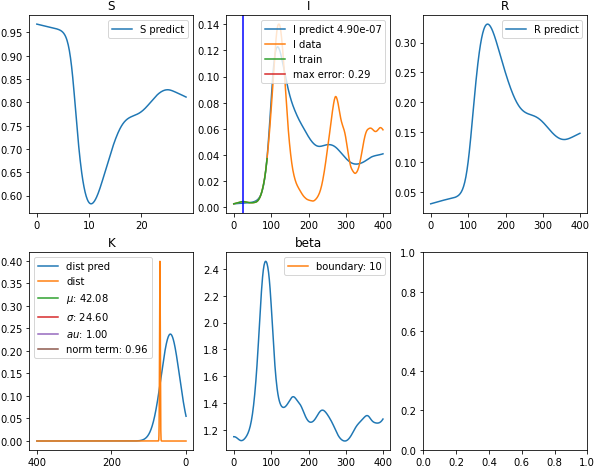 S
I
R
0.95
0.90
0.85
0.80
0.75
0.70
0.65
0.60
0 10 20
S predict
0.14
0.12
0.10
0.08
0.06
0.04
0.02
0.00
0 100 200 300 400
I predict 4.90e-07
I data
I train
max error: 0.29
0.30
0.25
0.20
0.15
0.10
0.05
0 200 400
R predict
K
beta
0.40
0.35
0.30
0.25
0.20
0.15
0.10
0.05
0.00
400 200 0
dist pred
dist
μ: 42.08
σ: 24.60
au: 1.00
norm term: 0.96
2.4
2.2
2.0
1.8
1.6
1.4
1.2
0 100 200 300 400
boundary: 10
1.0
0.8
0.6
0.4
0.2
0.0
0.0 0.2 0.4 0.6 0.8 1.0